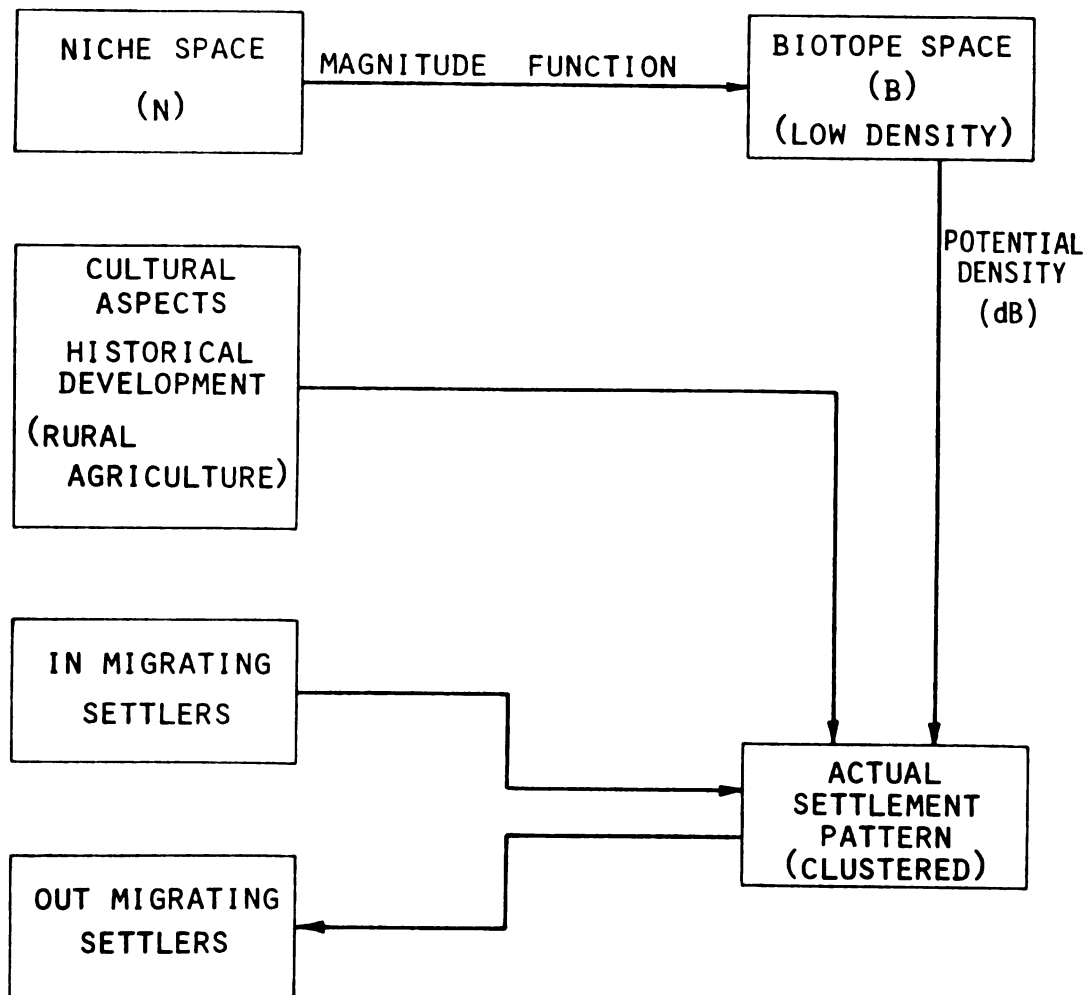 NICHE SPACE
(N)
MAGNITUDE FUNCTION
BIOTOPE SPACE
(B)
(LOW DENSITY)
POTENTIAL
DENSITY
(dB)
CULTURAL
ASPECTS
HISTORICAL
DEVELOPMENT
(RURAL
AGRICULTURE)
IN MIGRATING
SETTLERS
ACTUAL
SETTLEMENT
PATTERN
(CLUSTERED)
OUT MIGRATING
SETTLERS